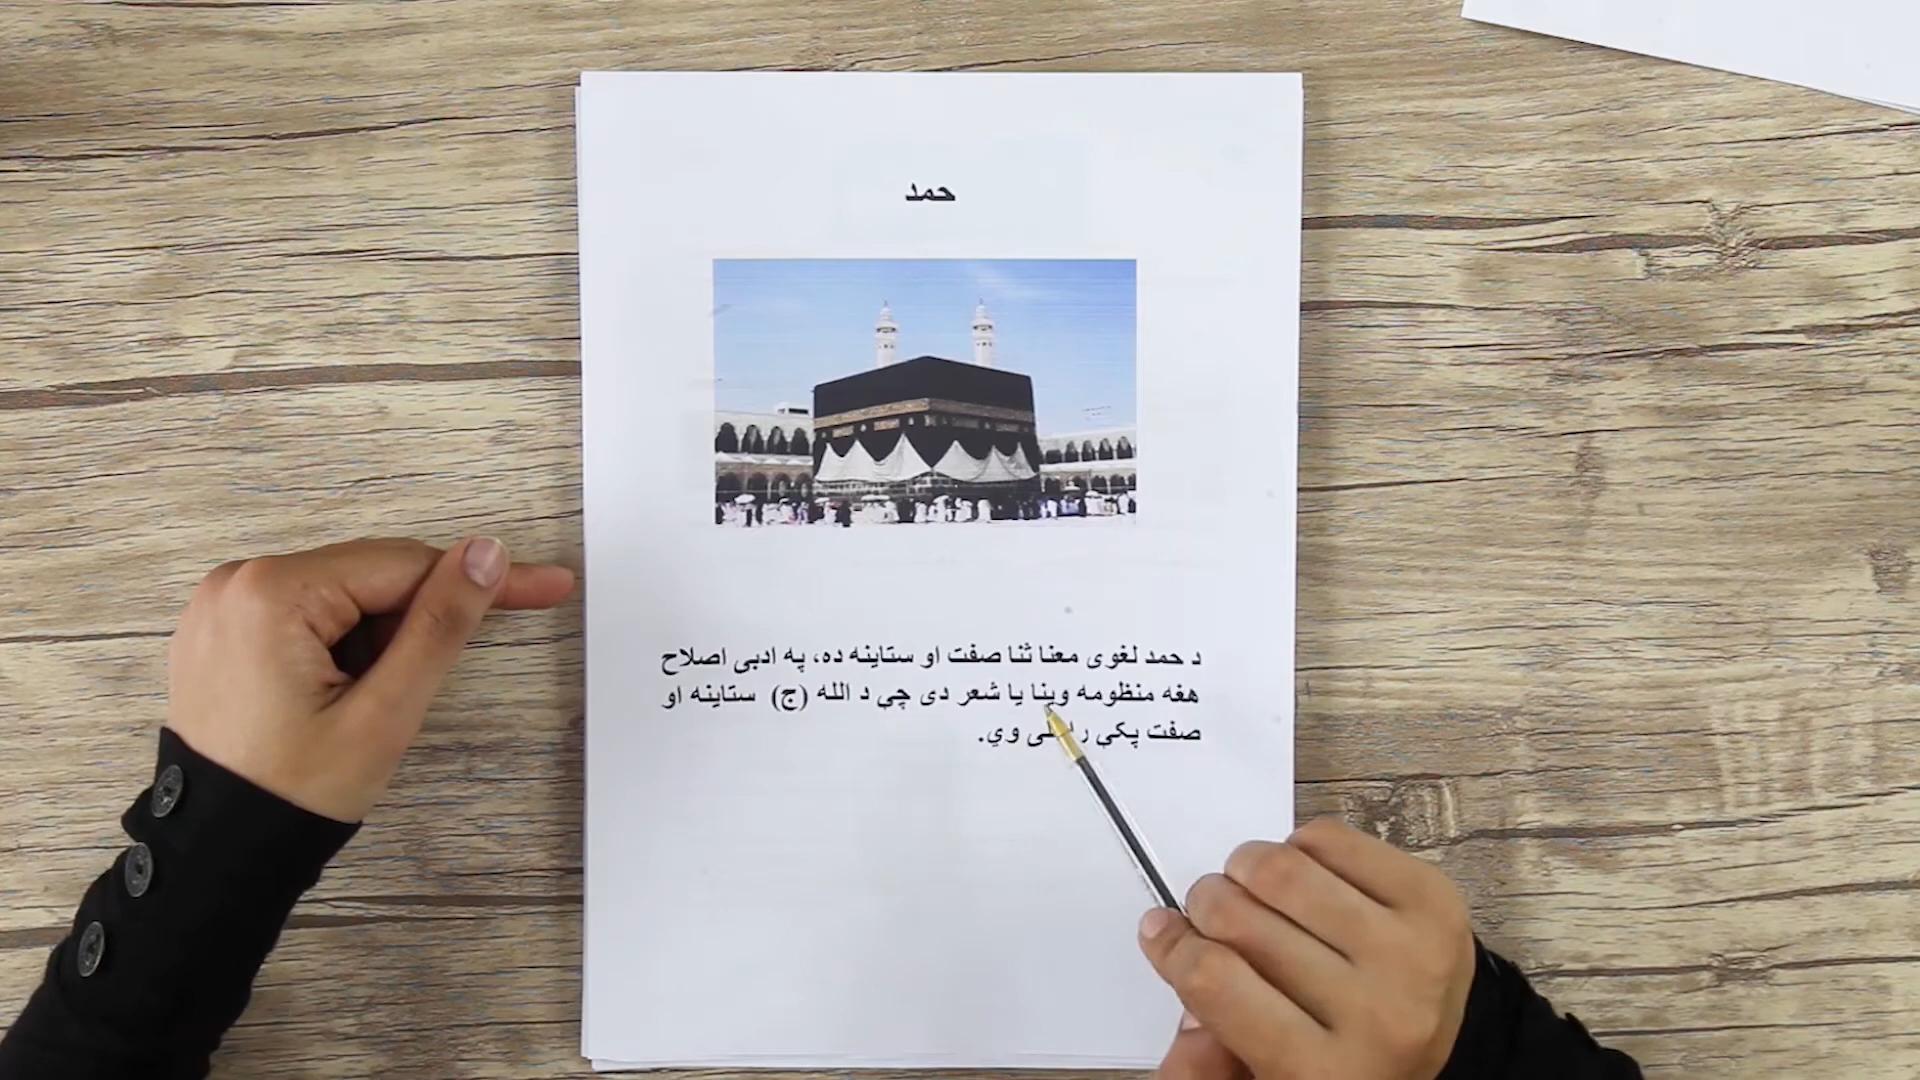 حمد
د حمد لغوی معنا ثنا صفت او ستاینه ده، په ادبی اصلاح
هغه منظومه وینا یا شعر دی چې د الله (ج) ستاینه او
صفت پکې وي.